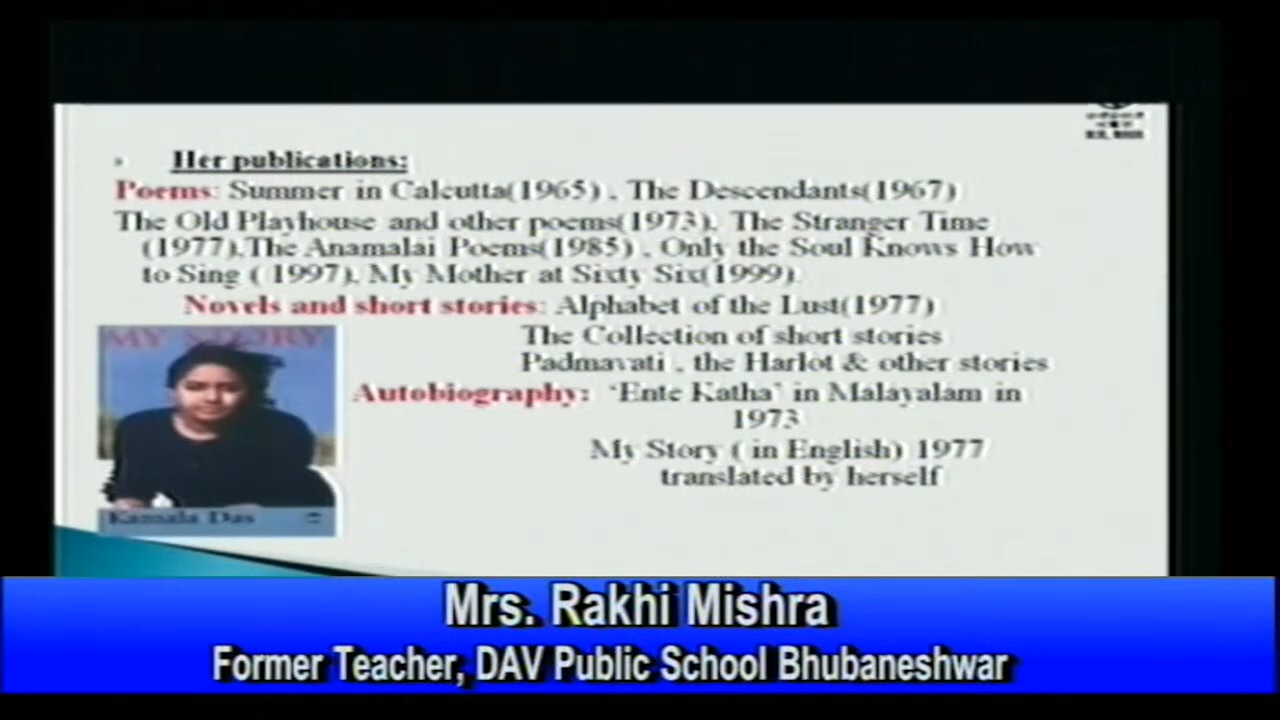 Her publications:
Poems: Summer in Calcutta(1965) , The Descendants(1967)
The Old Playhouse and other poems(1973), The Stranger Time
(1977),The Anamalai Poems(1985) , Only the Soul Knows How
to Sing ( 1997), My Mother at Sixty Six(1999)
Novels and short stories: Alphabet of the Lust(1977)
The Collection of short stories
Padmavati , the Harlot & other stories
MY STORY
Kamala Das
Autobiography: ‘Ente Katha’ in Malayalam in
1973
My Story ( in English) 1977
translated by herself
Mrs. Rakhi Mishra
Former Teacher, DAV Public School Bhubaneshwar